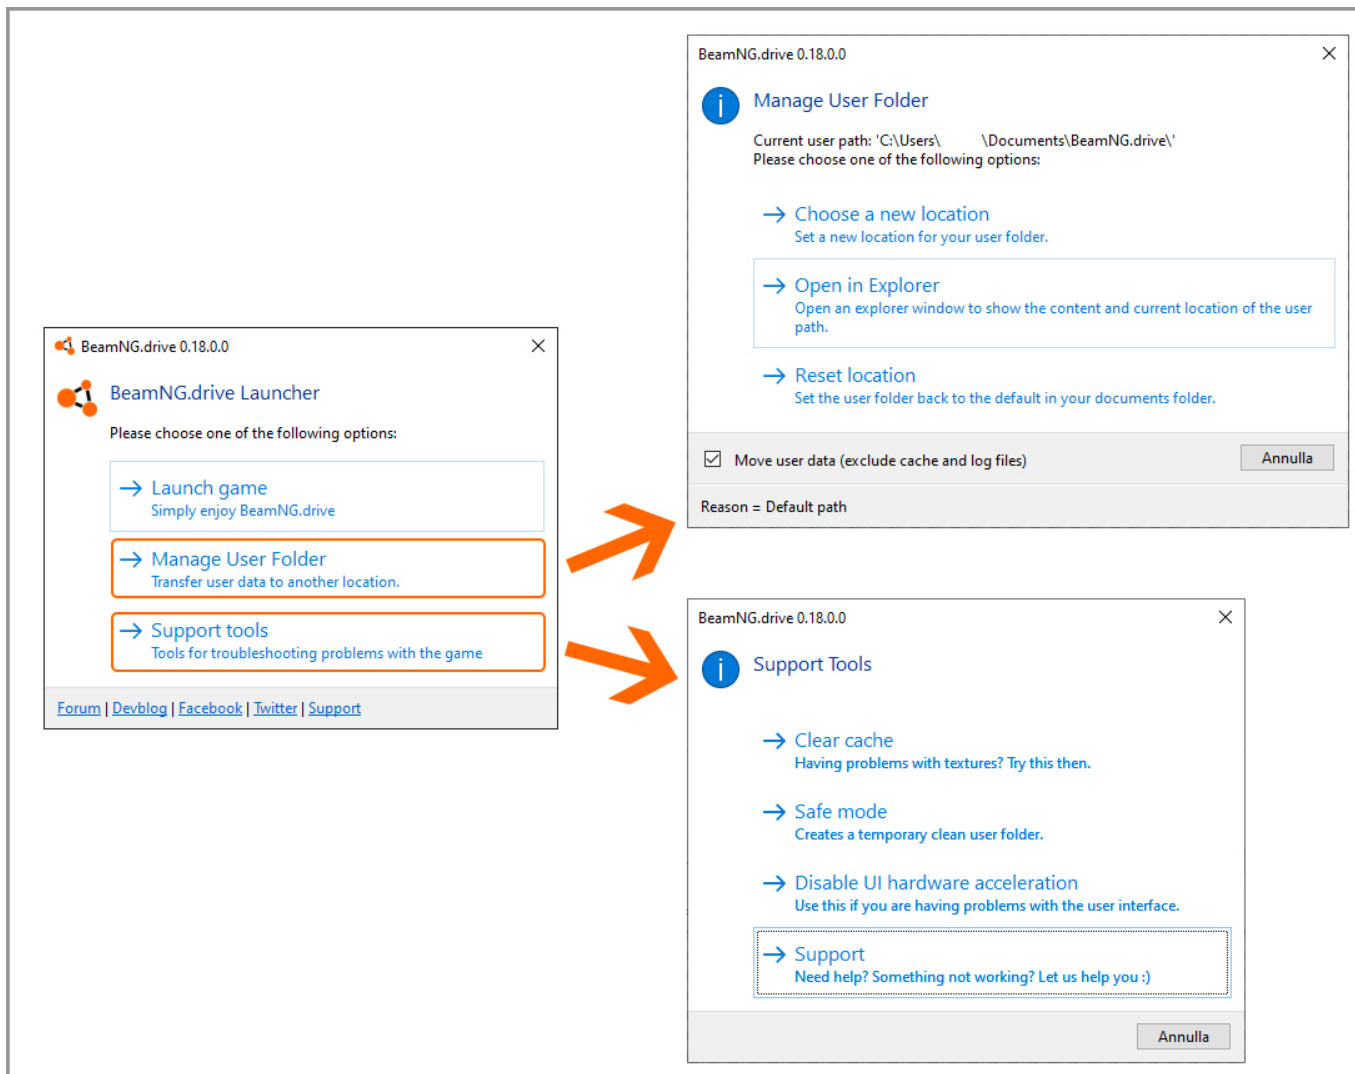 BeamNG.drive 0.18.0.0
BeamNG.drive Launcher
Please choose one of the following options:
Launch game
Simply enjoy BeamNG.drive
Manage User Folder
Transfer user data to another location.
Support tools
Tools for troubleshooting problems with the game
Forum | Devblog | Facebook | Twitter | Support
BeamNG.drive 0.18.0.0
Manage User Folder
Current user path: 'C:\Users\ \Documents\BeamNG.drive\'
Please choose one of the following options:
Choose a new location
Set a new location for your user folder.
Open in Explorer
Open an explorer window to show the content and current location of the user
path.
Reset location
Set the user folder back to the default in your documents folder.
Move user data (exclude cache and log files)
Annulla
Reason = Default path
BeamNG.drive 0.18.0.0
Support Tools
Clear cache
Having problems with textures? Try this then.
Safe mode
Creates a temporary clean user folder.
Disable UI hardware acceleration
Use this if you are having problems with the user interface.
Support
Need help? Something not working? Let us help you :)
Annulla